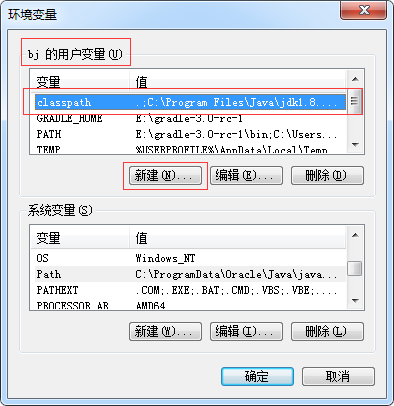 环境变量
bj 的用户变量(U)
变量 值
classpath .;C:\Program Files\Java\jdk1.8....
GRADLE_HOME E:\gradle-3.0-rc-1
PATH E:\gradle-3.0-rc-1\bin;C:\Users...
TEMP %USERPROFILE%\AppData\Local\Temp
新建(N)... 编辑(E)... 删除(D)
系统变量(S)
变量 值
OS Windows_NT
Path C:\ProgramData\Oracle\Java\java...
PATHEXT .COM;.EXE;.BAT;.CMD;.VBS;.VBE;....
PROCESSOR_AR AMD64
新建(W)... 编辑(I)... 删除(L)
确定 取消